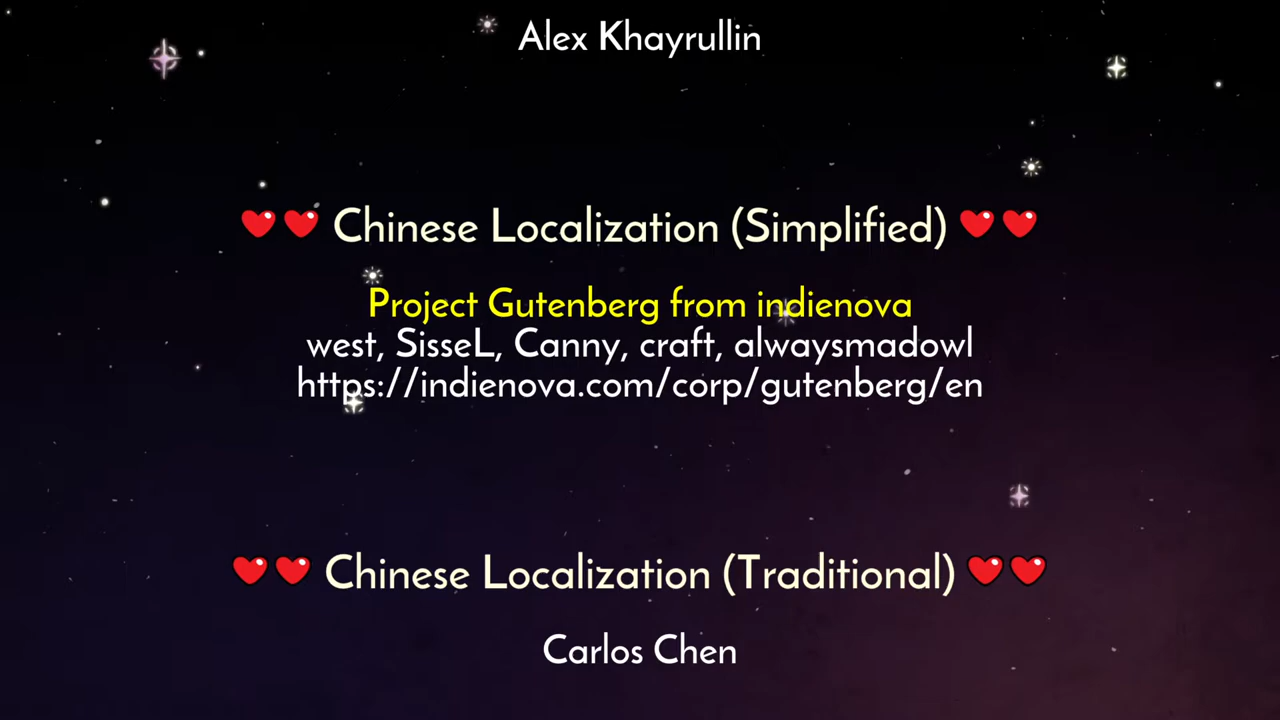 Alex Khayrullin
Chinese Localization (Simplified)
Project Gutenberg from indienova
west, SisseL, Canny, craft, alwaysmadowl
https://indienova.com/corp/gutenberg/en
Chinese Localization (Traditional)
Carlos Chen